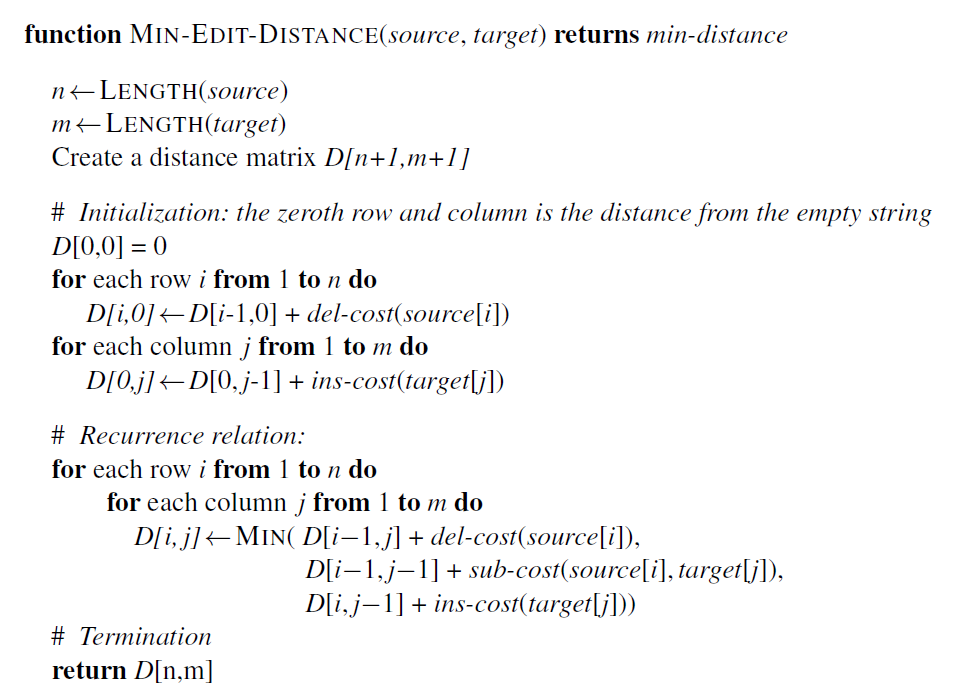 function MIN-EDIT-DISTANCE(source, target) returns min-distance
n←LENGTH(source)
m←LENGTH(target)
Create a distance matrix D[n+1,m+1]
# Initialization: the zeroth row and column is the distance from the empty string
D[0,0] = 0
for each row i from 1 to n do
D[i,0]←D[i-1,0] + del-cost(source[i])
for each column j from 1 to m do
D[0,j]←D[0,j-1] + ins-cost(target[j])
# Recurrence relation:
for each row i from 1 to n do
for each column j from 1 to m do
D[i,j]←MIN( D[i−1,j] + del-cost(source[i]),
D[i−1,j−1] + sub-cost(source[i],target[j]),
D[i,j−1] + ins-cost(target[j]))
# Termination
return D[n,m]